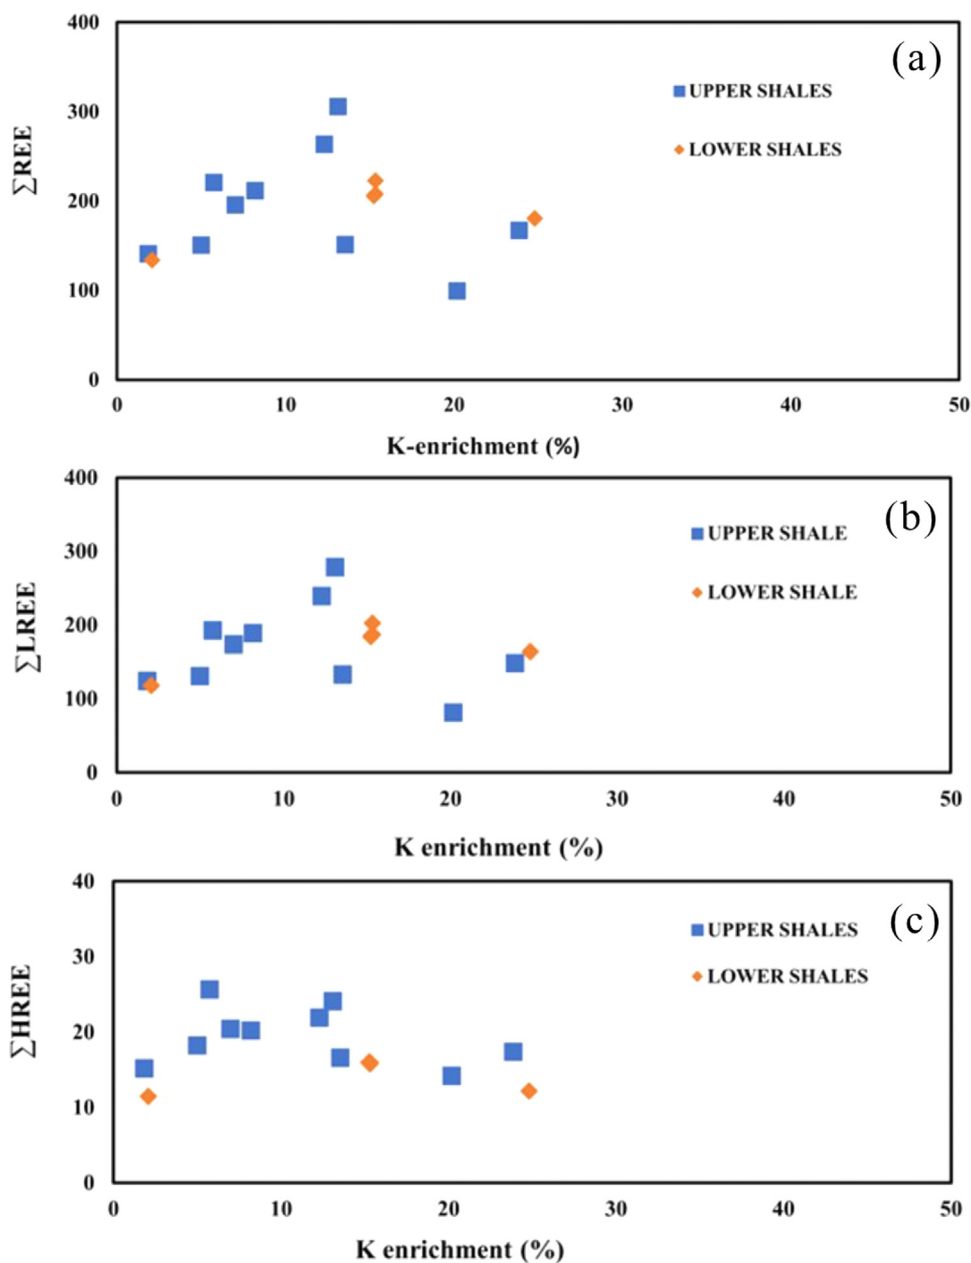 (a)
400
300
200
100
0
∑REE
UPPER SHALES
LOWER SHALES
0 10 20 30 40 50
K-enrichment (%)
(b)
400
300
200
100
0
∑LREE
UPPER SHALE
LOWER SHALE
0 10 20 30 40 50
K enrichment (%)
(c)
40
30
20
10
0
∑HREE
UPPER SHALES
LOWER SHALES
0 10 20 30 40 50
K enrichment (%)